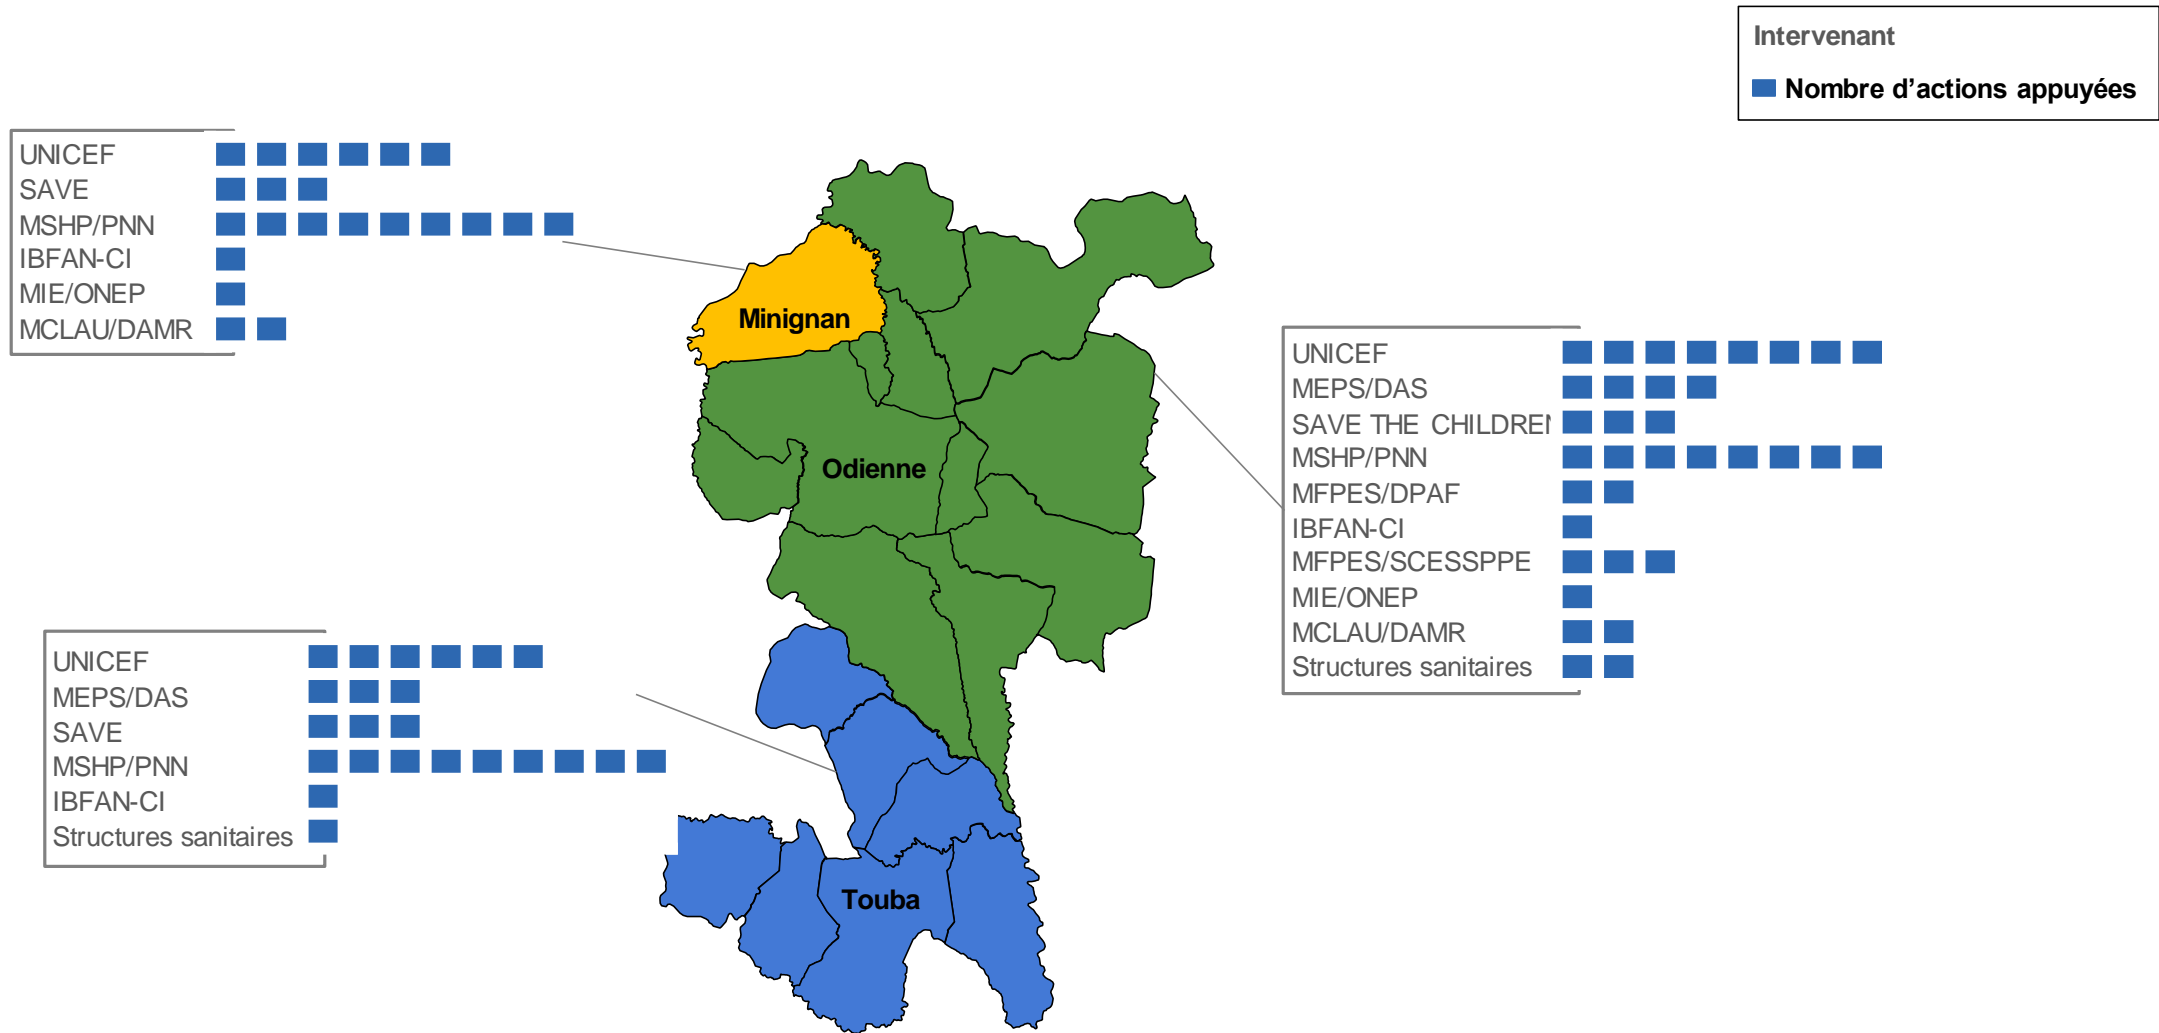 Intervenant
Nombre d'actions appuyées
UNICEF
SAVE
MSHP/PNN
IBFAN-CI
MIE/ONEP
MCLAU/DAMR
Minignan
Odienne
Touba
UNICEF
MEPS/DAS
SAVE THE CHILDREN
MSHP/PNN
MFPES/DPAF
IBFAN-CI
MFPES/SCESSPPE
MIE/ONEP
MCLAU/DAMR
Structures sanitaires
UNICEF
MEPS/DAS
SAVE
MSHP/PNN
IBFAN-CI
Structures sanitaires